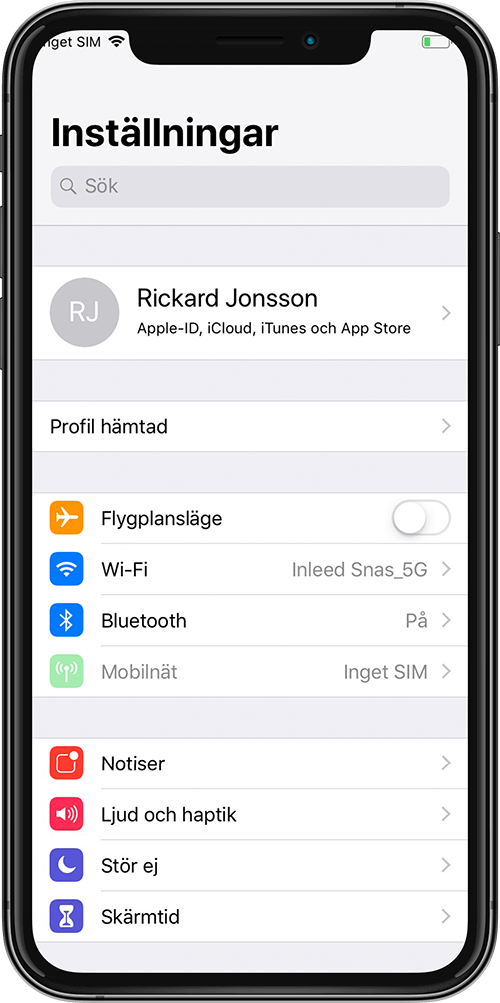 Inget SIM
Inställningar
Sök
RJ
Rickard Jonsson
Apple-ID, iCloud, iTunes och App Store
Profil hämtad
Flygplansläge
Wi-Fi
Inleed Snas_5G
Bluetooth
På
Mobilnät
Inget SIM
Notiser
Ljud och haptik
Stör ej
Skärmtid